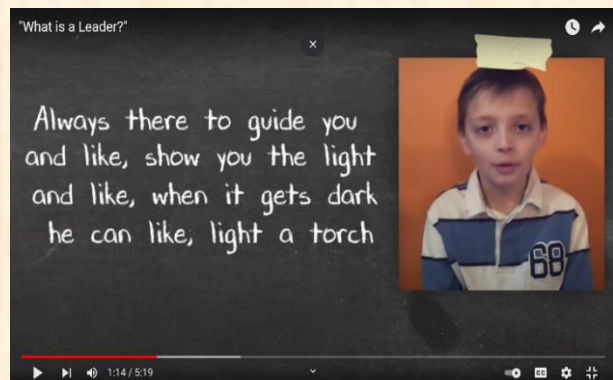 "What is a Leader?"
Always there to guide you
and like, show you the light
and like, when it gets dark
he can like, light a torch
68
1:14 / 5:19